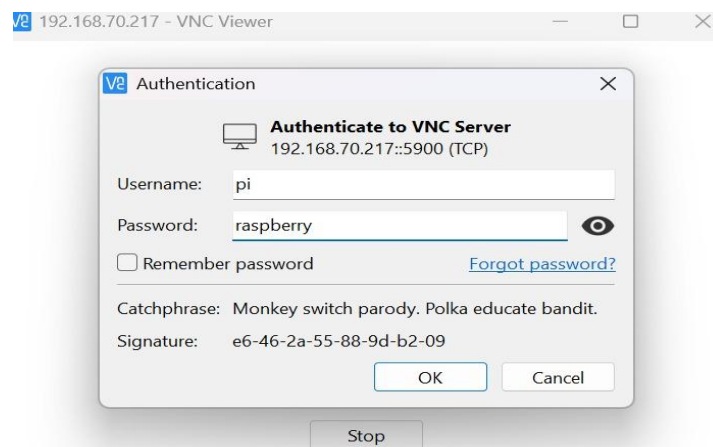 V2 192.168.70.217 - VNC Viewer
V2 Authentication
Authenticate to VNC Server
192.168.70.217::5900 (TCP)
Username: pi
Password: raspberry
Remember password Forgot password?
Catchphrase: Monkey switch parody. Polka educate bandit.
Signature: e6-46-2a-55-88-9d-b2-09
OK Cancel
Stop